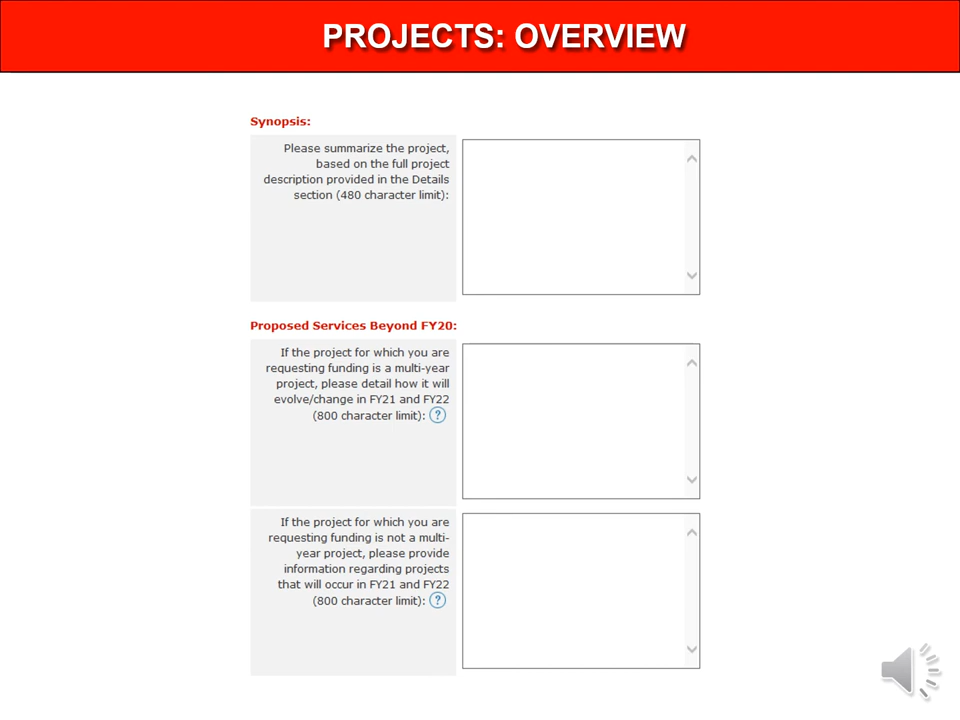 PROJECTS: OVERVIEW
Synopsis:
Please summarize the project,
based on the full project
description provided in the Details
section (480 character limit):
Proposed Services Beyond FY20:
If the project for which you are
requesting funding is a multi-year
project, please detail how it will
evolve/change in FY21 and FY22
(800 character limit): ?
If the project for which you are
requesting funding is not a multi-
year project, please provide
information regarding projects
that will occur in FY21 and FY22
(800 character limit): ?